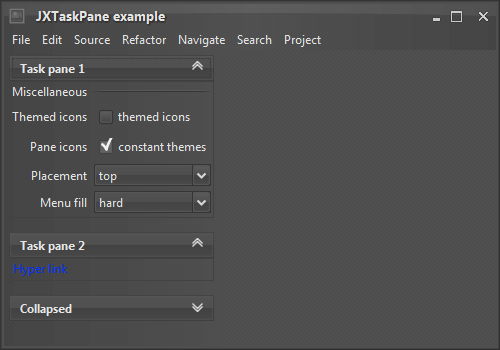 JXTaskPane example
File Edit Source Refactor Navigate Search Project
Task pane 1
Miscellaneous
Themed icons themed icons
Pane icons constant themes
Placement top
Menu fill hard
Task pane 2
Hyper link
Collapsed